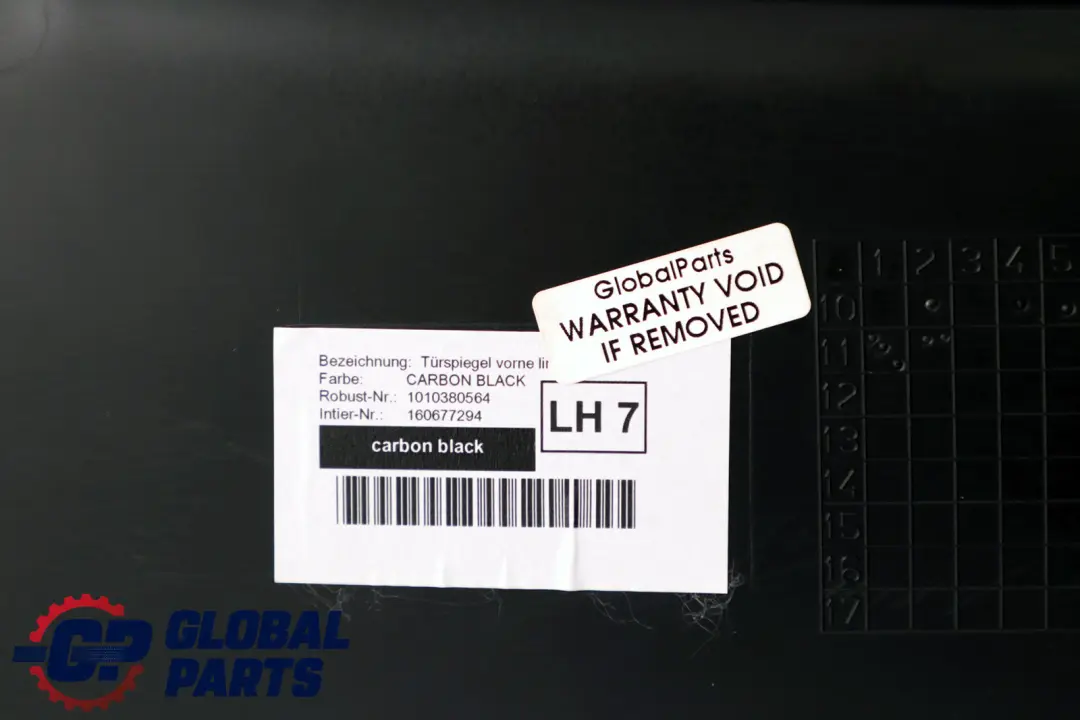 GlobalParts
WARRANTY VOID
IF REMOVED
Bezeichnung: Türspiegel vorne
Farbe: CARBON BLACK
Robust-Nr.: 1010380564
Intier-Nr.: 160677294
carbon black
LH 7
1 2 3 4 5
10
11
12
13
14
15
16
17
GP
GLOBAL
PARTS